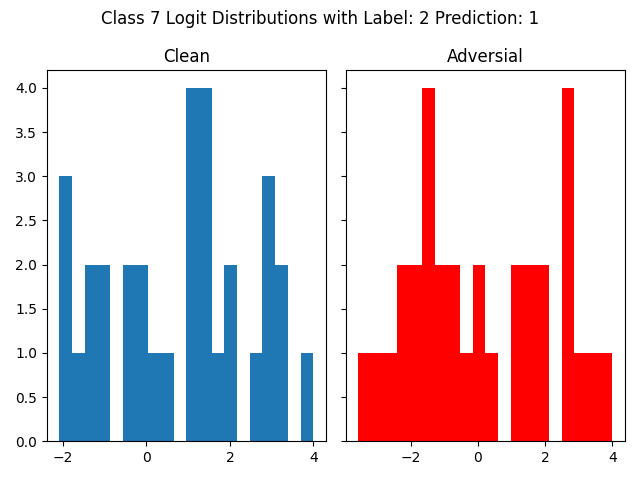 Class 7 Logit Distributions with Label: 2 Prediction: 1
Clean
Adversial
4.0
3.5
3.0
2.5
2.0
1.5
1.0
0.5
0.0
−2 0 2 4
−2 0 2 4